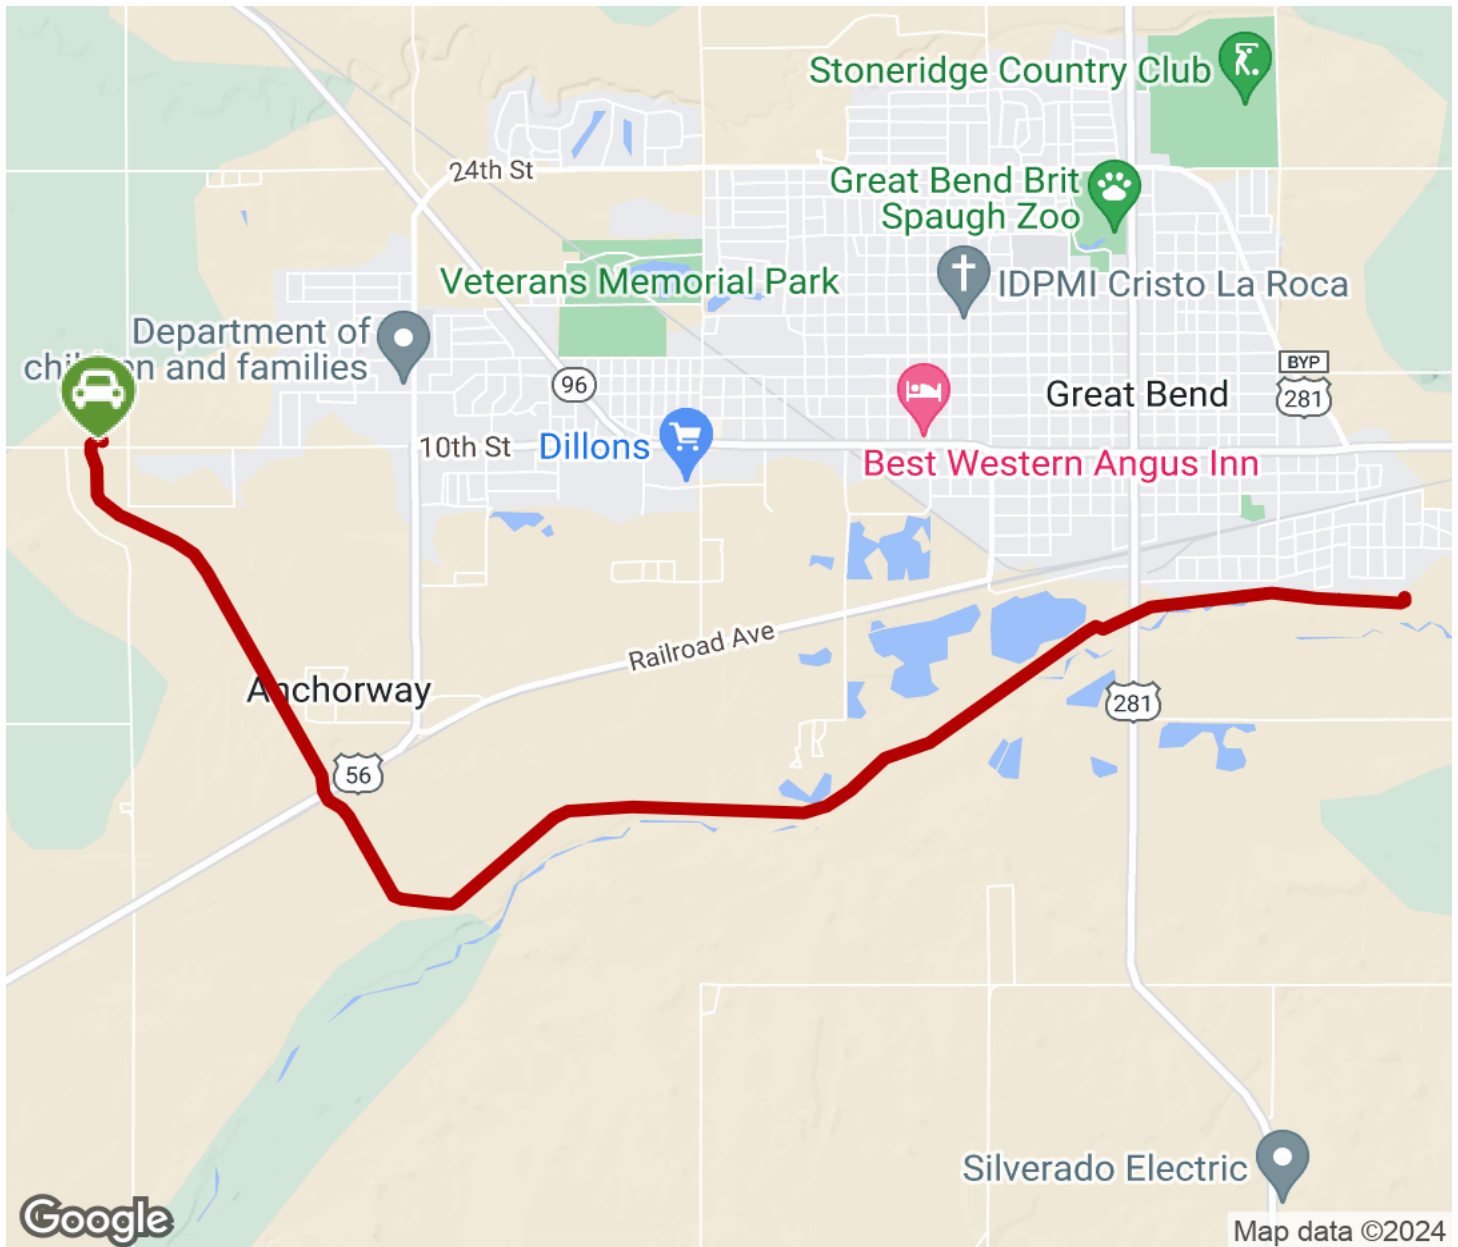 Stoneridge Country Club
24th St
Great Bend Brit
Spaugh Zoo
Veterans Memorial Park
IDPMI Cristo La Roca
Department of
children and families
96
BYP
281
Great Bend
10th St
Dillons
Best Western Angus Inn
Railroad Ave
Anchorway
281
56
Silverado Electric
Google
Map data ©2024